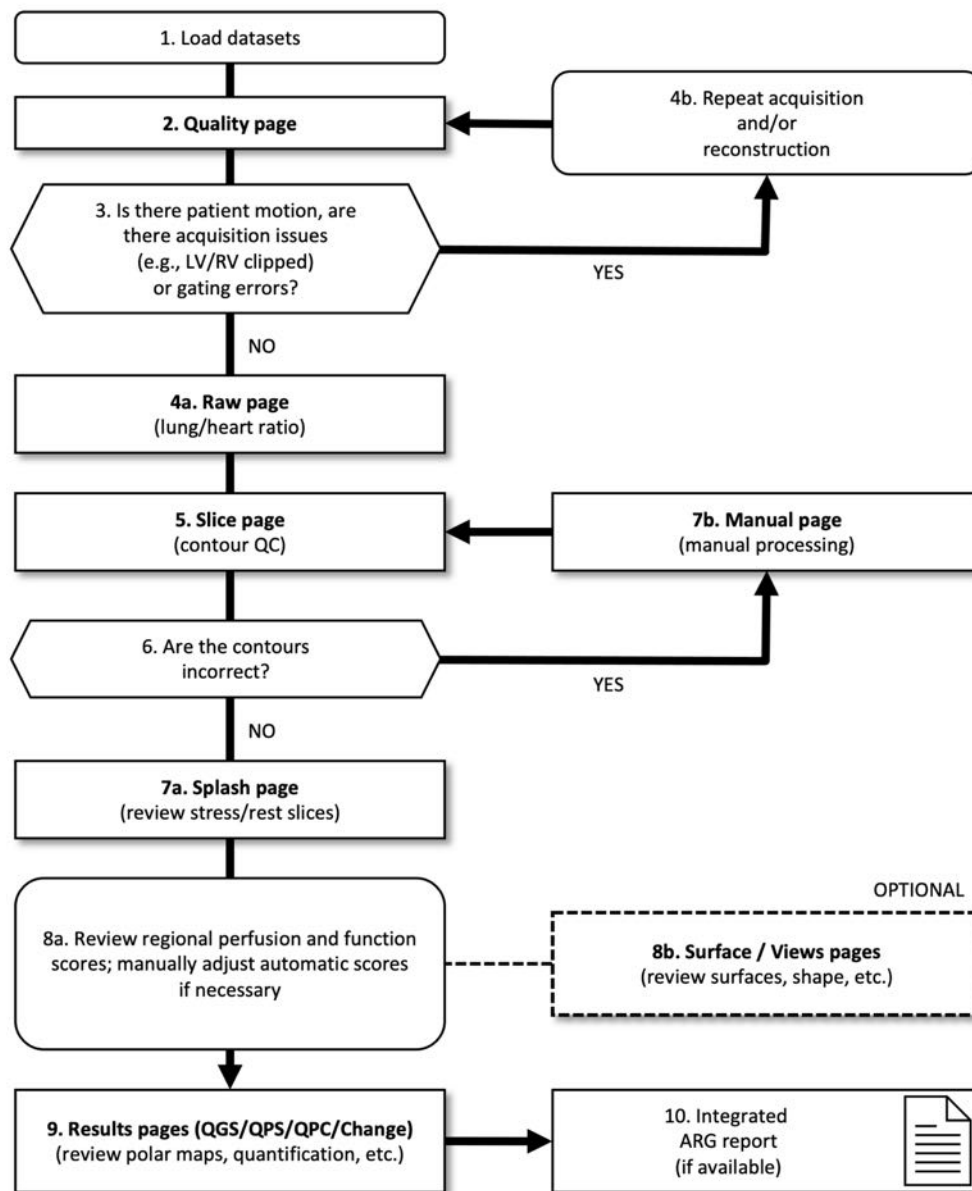 1. Load datasets
2. Quality page
4b. Repeat acquisition
and/or
reconstruction
3. Is there patient motion, are
there acquisition issues
(e.g., LV/RV clipped)
or gating errors?
YES
NO
4a. Raw page
(lung/heart ratio)
5. Slice page
(contour QC)
7b. Manual page
(manual processing)
6. Are the contours
incorrect?
YES
NO
7a. Splash page
(review stress/rest slices)
OPTIONAL
8a. Review regional perfusion and function
scores; manually adjust automatic scores
if necessary
8b. Surface / Views pages
(review surfaces, shape, etc.)
9. Results pages (QGS/QPS/QPC/Change)
(review polar maps, quantification, etc.)
10. Integrated
ARG report
(if available)